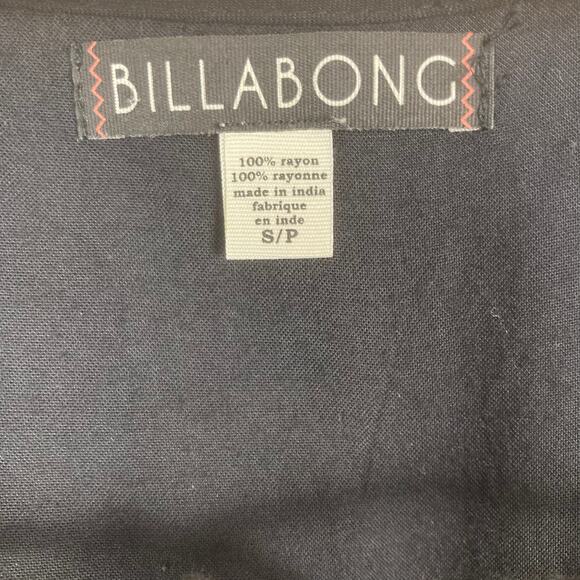 BILLABONG
100% rayon
100% rayonne
made in india
fabrique
en inde
S/P